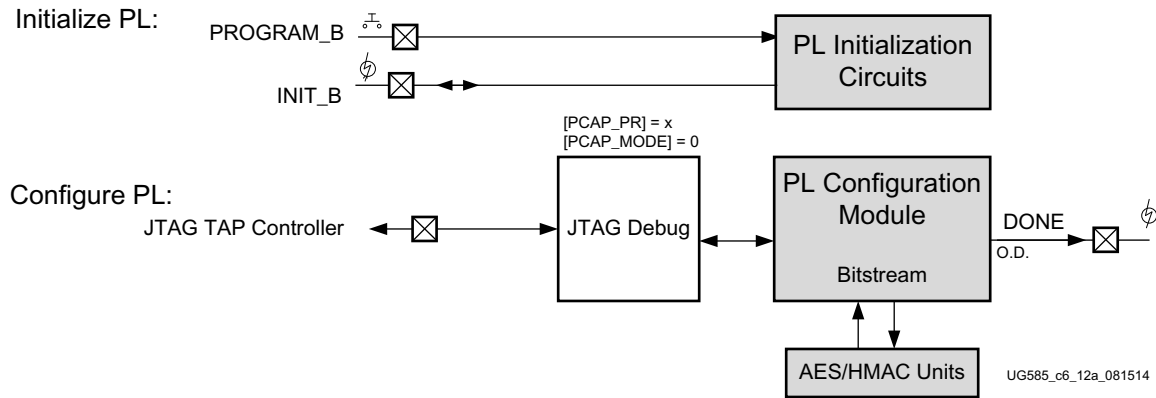 Initialize PL:
PROGRAM_B
INIT_B
PL Initialization
Circuits
[PCAP_PR] = x
[PCAP_MODE] = 0
Configure PL:
JTAG TAP Controller
JTAG Debug
PL Configuration
Module
Bitstream
DONE
O.D.
AES/HMAC Units
UG585_c6_12a_081514